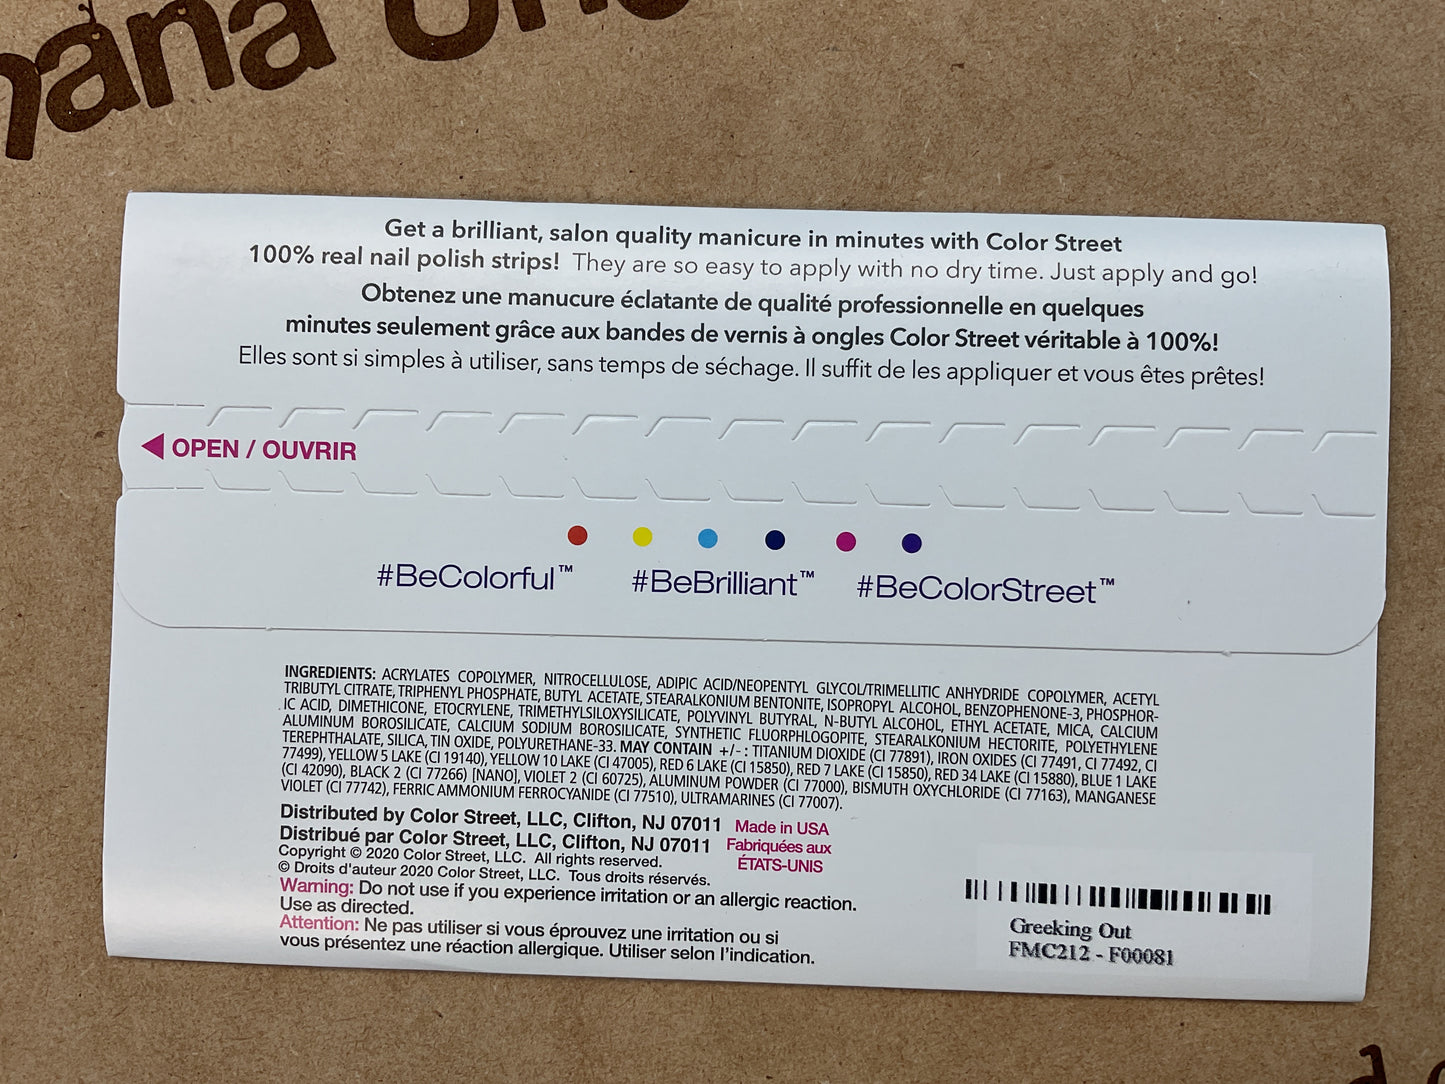 Get a brilliant, salon quality manicure in minutes with Color Street
100% real nail polish strips! They are so easy to apply with no dry time. Just apply and go!
Obtenez une manucure éclatante de qualité professionnelle en quelques
minutes seulement grâce aux bandes de vernis à ongles Color Street véritable à 100%!
Elles sont si simples à utiliser, sans temps de séchage. Il suffit de les appliquer et vous êtes prêtes!
OPEN / OUVRIR
#BeColorful™ #BeBrilliant™ #BeColorStreet™
INGREDIENTS: ACRYLATES COPOLYMER, NITROCELLULOSE, ADIPIC ACID/NEOPENTYL GLYCOL/TRIMELLITIC ANHYDRIDE COPOLYMER, ACETYL
TRIBUTYL CITRATE, TRIPHENYL PHOSPHATE, BUTYL ACETATE, STEARALKONIUM BENTONITE, ISOPROPYL ALCOHOL, BENZOPHENONE-3, PHOSPHOR-
IC ACID, DIMETHICONE, ETOCRYLENE, TRIMETHYLSILOXYSILICATE, POLYVINYL BUTYRAL, N-BUTYL ALCOHOL, ETHYL ACETATE, MICA, CALCIUM
ALUMINUM BOROSILICATE, CALCIUM SODIUM BOROSILICATE, SYNTHETIC FLUORPHLOGOPITE, STEARALKONIUM HECTORITE, POLYETHYLENE
TEREPHTHALATE, SILICA, TIN OXIDE, POLYURETHANE-33. MAY CONTAIN +/- : TITANIUM DIOXIDE (CI 77891), IRON OXIDES (CI 77491, CI 77492, CI
77499), YELLOW 5 LAKE (CI 19140), YELLOW 10 LAKE (CI 47005), RED 6 LAKE (CI 15850), RED 7 LAKE (CI 15850), RED 34 LAKE (CI 15880), BLUE 1 LAKE
(CI 42090), BLACK 2 (CI 77266) [NANO], VIOLET 2 (CI 60725), ALUMINUM POWDER (CI 77000), BISMUTH OXYCHLORIDE (CI 77163), MANGANESE
VIOLET (CI 77742), FERRIC AMMONIUM FERROCYANIDE (CI 77510), ULTRAMARINES (CI 77007).
Distributed by Color Street, LLC, Clifton, NJ 07011
Distribué par Color Street, LLC, Clifton, NJ 07011
Made in USA
Fabriquées aux
ÉTATS-UNIS
Copyright © 2020 Color Street, LLC. All rights reserved.
© Droits d'auteur 2020 Color Street, LLC. Tous droits réservés.
Warning: Do not use if you experience irritation or an allergic reaction.
Use as directed.
Attention: Ne pas utiliser si vous éprouvez une irritation ou si
vous présentez une réaction allergique. Utiliser selon l'indication.
Greeking Out
FMC212 - F00081